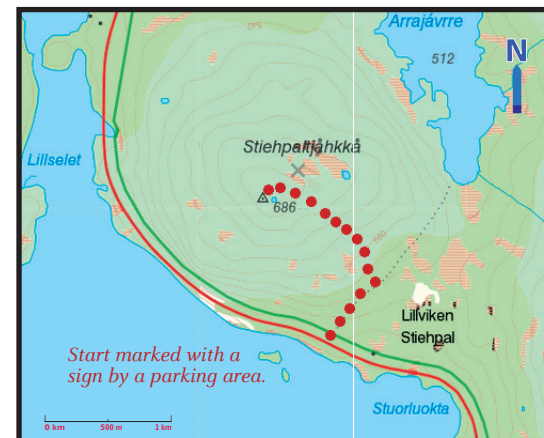 Arrajávrre
512
N
Stiehpaltjåhkkå
Lillselet
686
580
Lillviken
Stiehpal
Start marked with a
sign by a parking area.
Stuorluokta
0 km 500 m 1 km